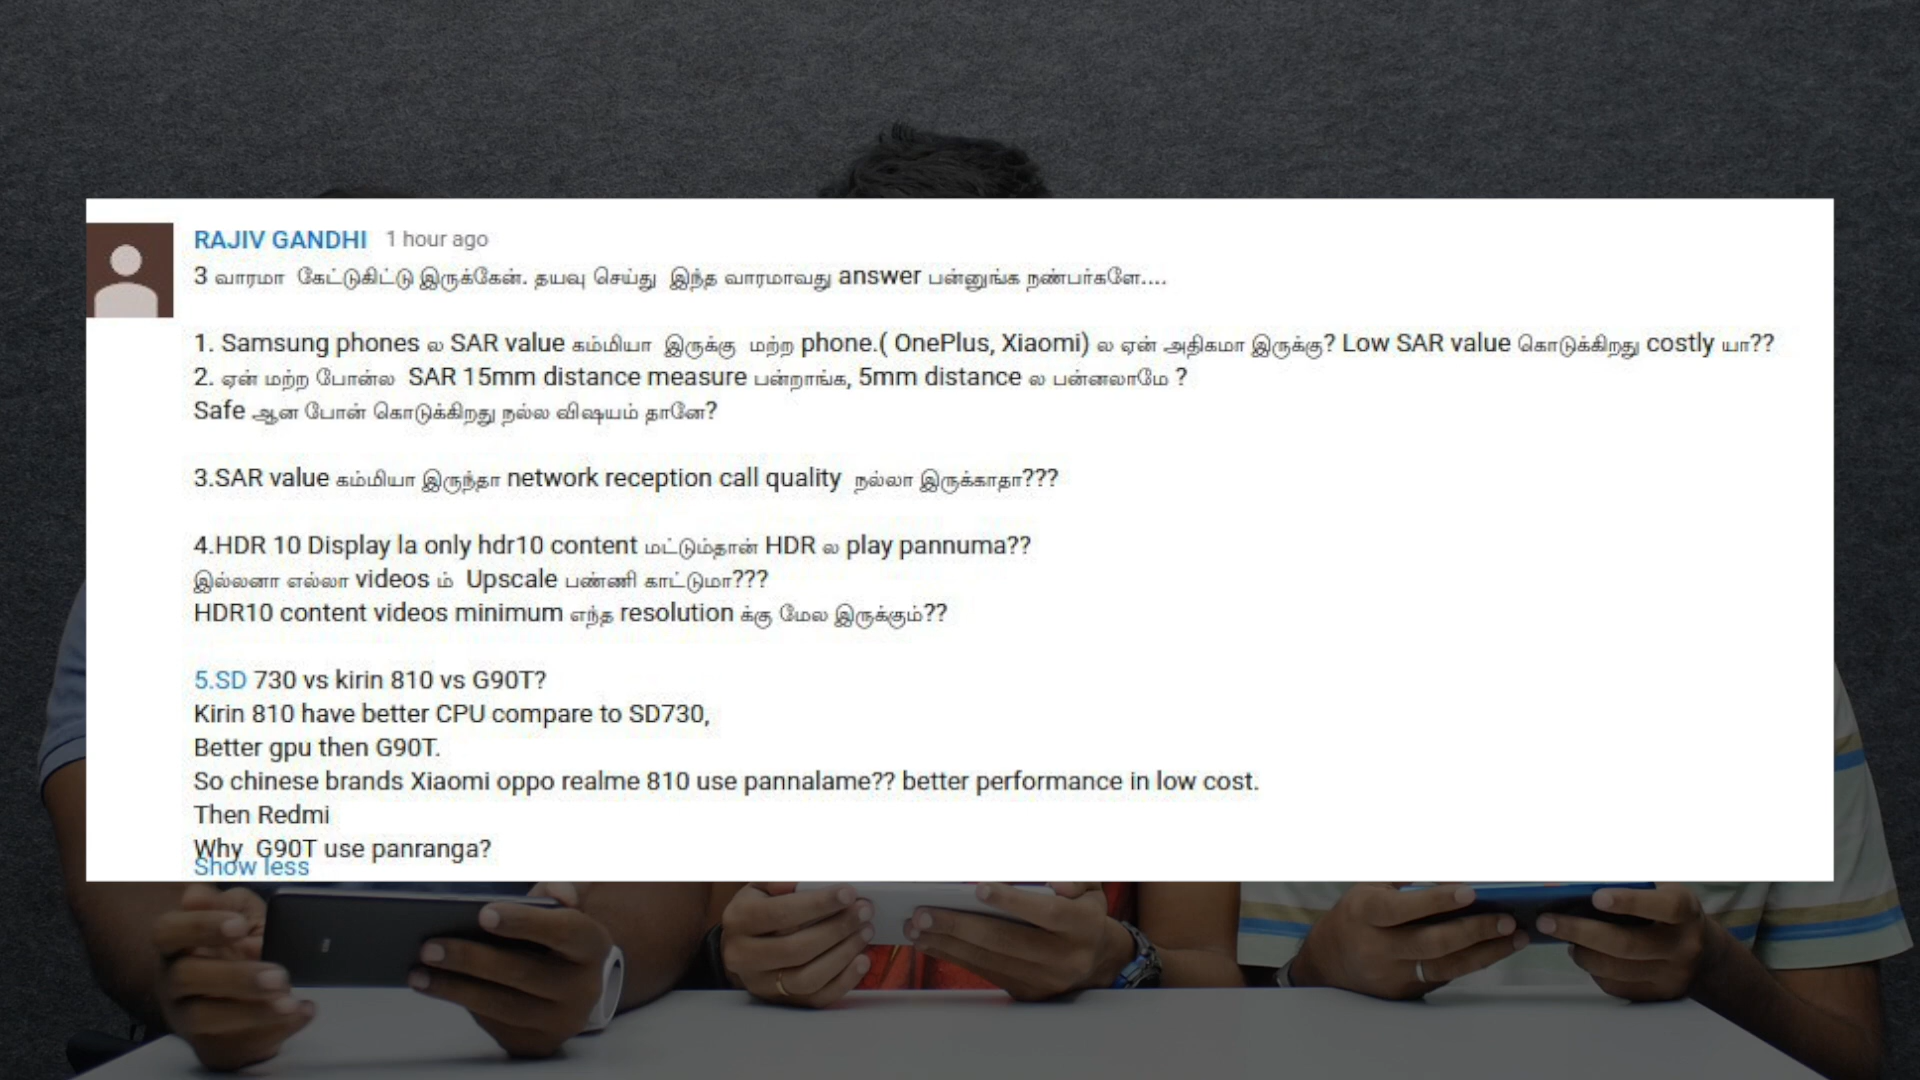 RAJIV GANDHI 1 hour ago
3 வாரமா கேட்டுகிட்டு இருக்கேன். தயவு செய்து இந்த வாரமாவது answer பன்னுங்க நண்பர்களே....
1. Samsung phones ல SAR value கம்மியா இருக்கு மற்ற phone.( OnePlus, Xiaomi) ல ஏன் அதிகமா இருக்கு? Low SAR value கொடுக்கிறது costly யா??
2. ஏன் மற்ற போன்ல SAR 15mm distance measure பன்றாங்க, 5mm distance ல பன்னலாமே ?
Safe ஆன போன் கொடுக்கிறது நல்ல விஷயம் தானே?
3.SAR value கம்மியா இருந்தா network reception call quality நல்லா இருக்காதா???
4.HDR 10 Display la only hdr10 content மட்டும்தான் HDR ல play pannuma??
இல்லனா எல்லா videos ம் Upscale பண்ணி காட்டுமா???
HDR10 content videos minimum எந்த resolution க்கு மேல இருக்கும்??
5.SD 730 vs kirin 810 vs G90T?
Kirin 810 have better CPU compare to SD730,
Better gpu then G90T.
So chinese brands Xiaomi oppo realme 810 use pannalame?? better performance in low cost.
Then Redmi
Why G90T use panranga?
Show less